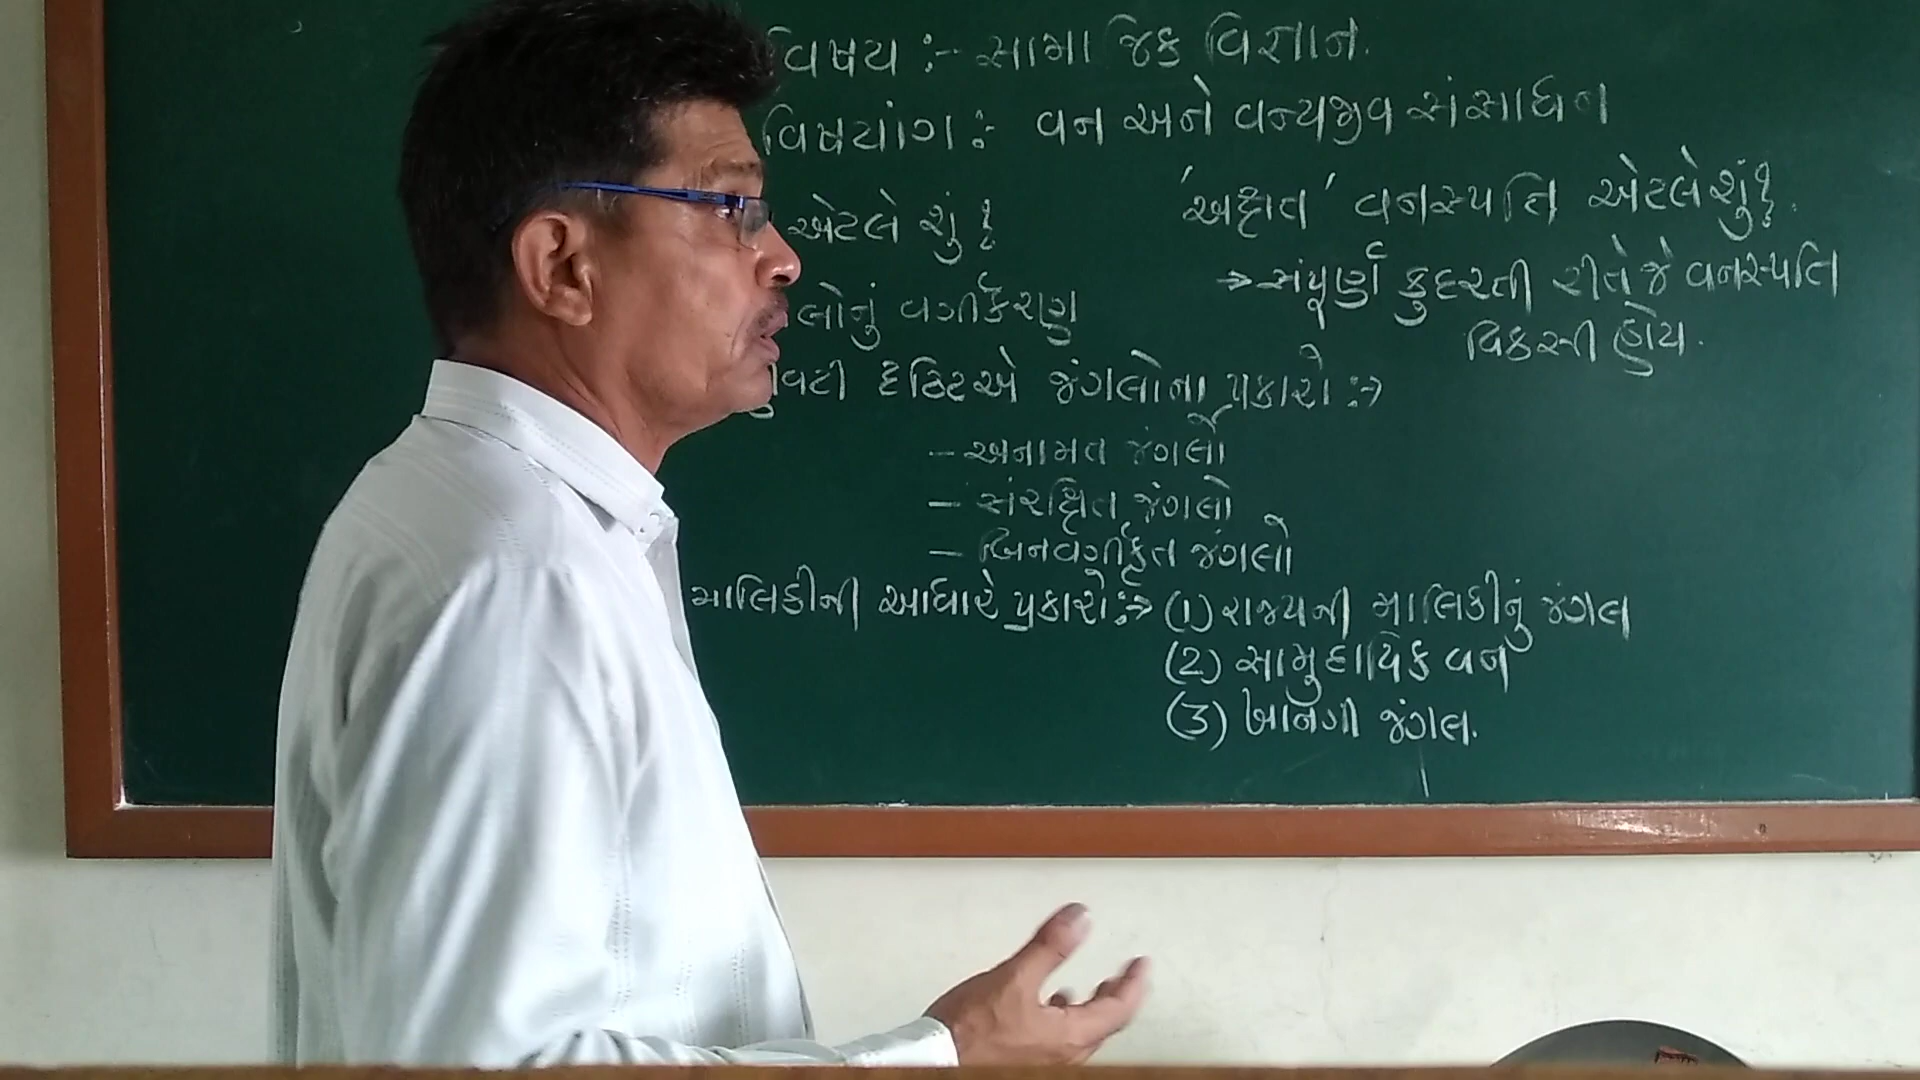 વિષય :- સામાજિક વિજ્ઞાન.
વિષયાંગ :- વન અને વન્યજીવ સંસાધન
એટલે શું?
'અક્ષત' વનસ્પતિ એટલે શું?
→ સંપૂર્ણ કુદરતી રીતે જે વનસ્પતિ
વિકસી હોય.
લોનું વર્ગીકરણ
વટી દૃષ્ટિએ જંગલોના પ્રકારો :→
- અનામત જંગલો
- સંરક્ષિત જંગલો
- બિનવર્ગીકૃત જંગલો
માલિકીની આધારે પ્રકારો :→ (1) રાજ્યની માલિકીનું જંગલ
(2) સામુદાયિક વન
(3) ખાનગી જંગલ.